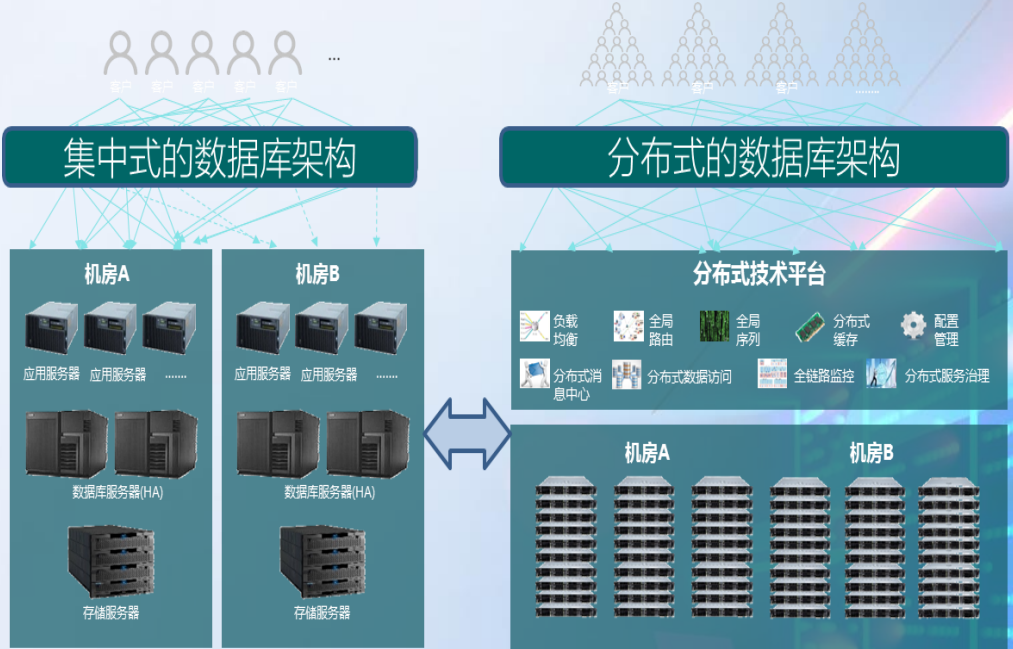 客户 客户 客户 客户 客户 ...
集中式的数据库架构
机房A
应用服务器 应用服务器 .......
数据库服务器(HA)
存储服务器
机房B
应用服务器 应用服务器 .......
数据库服务器(HA)
存储服务器
客户 客户 客户 ........
分布式的数据库架构
分布式技术平台
负载
均衡
全局
路由
全局
序列
分布式
缓存
配置
管理
分布式消
息中心
分布式数据访问
全链路监控
分布式服务治理
机房A
机房B